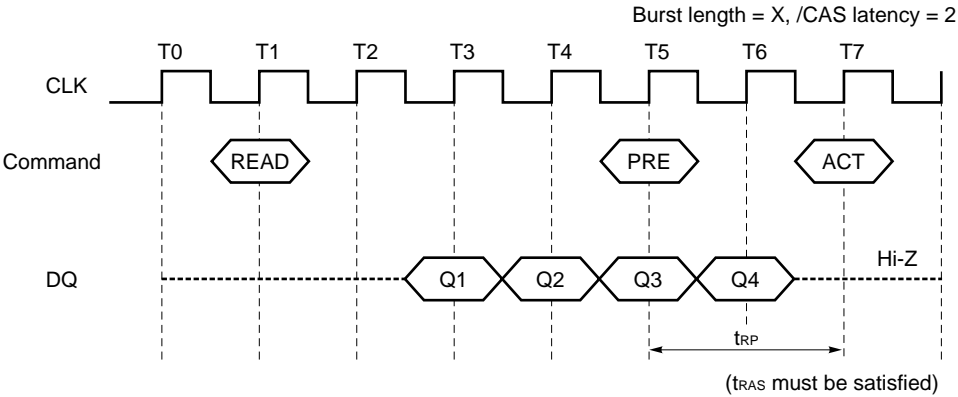 Burst length = X, /CAS latency = 2
T0 T1 T2 T3 T4 T5 T6 T7
CLK
Command READ PRE ACT
Hi-Z
DQ Q1 Q2 Q3 Q4
tRP
(tRAS must be satisfied)